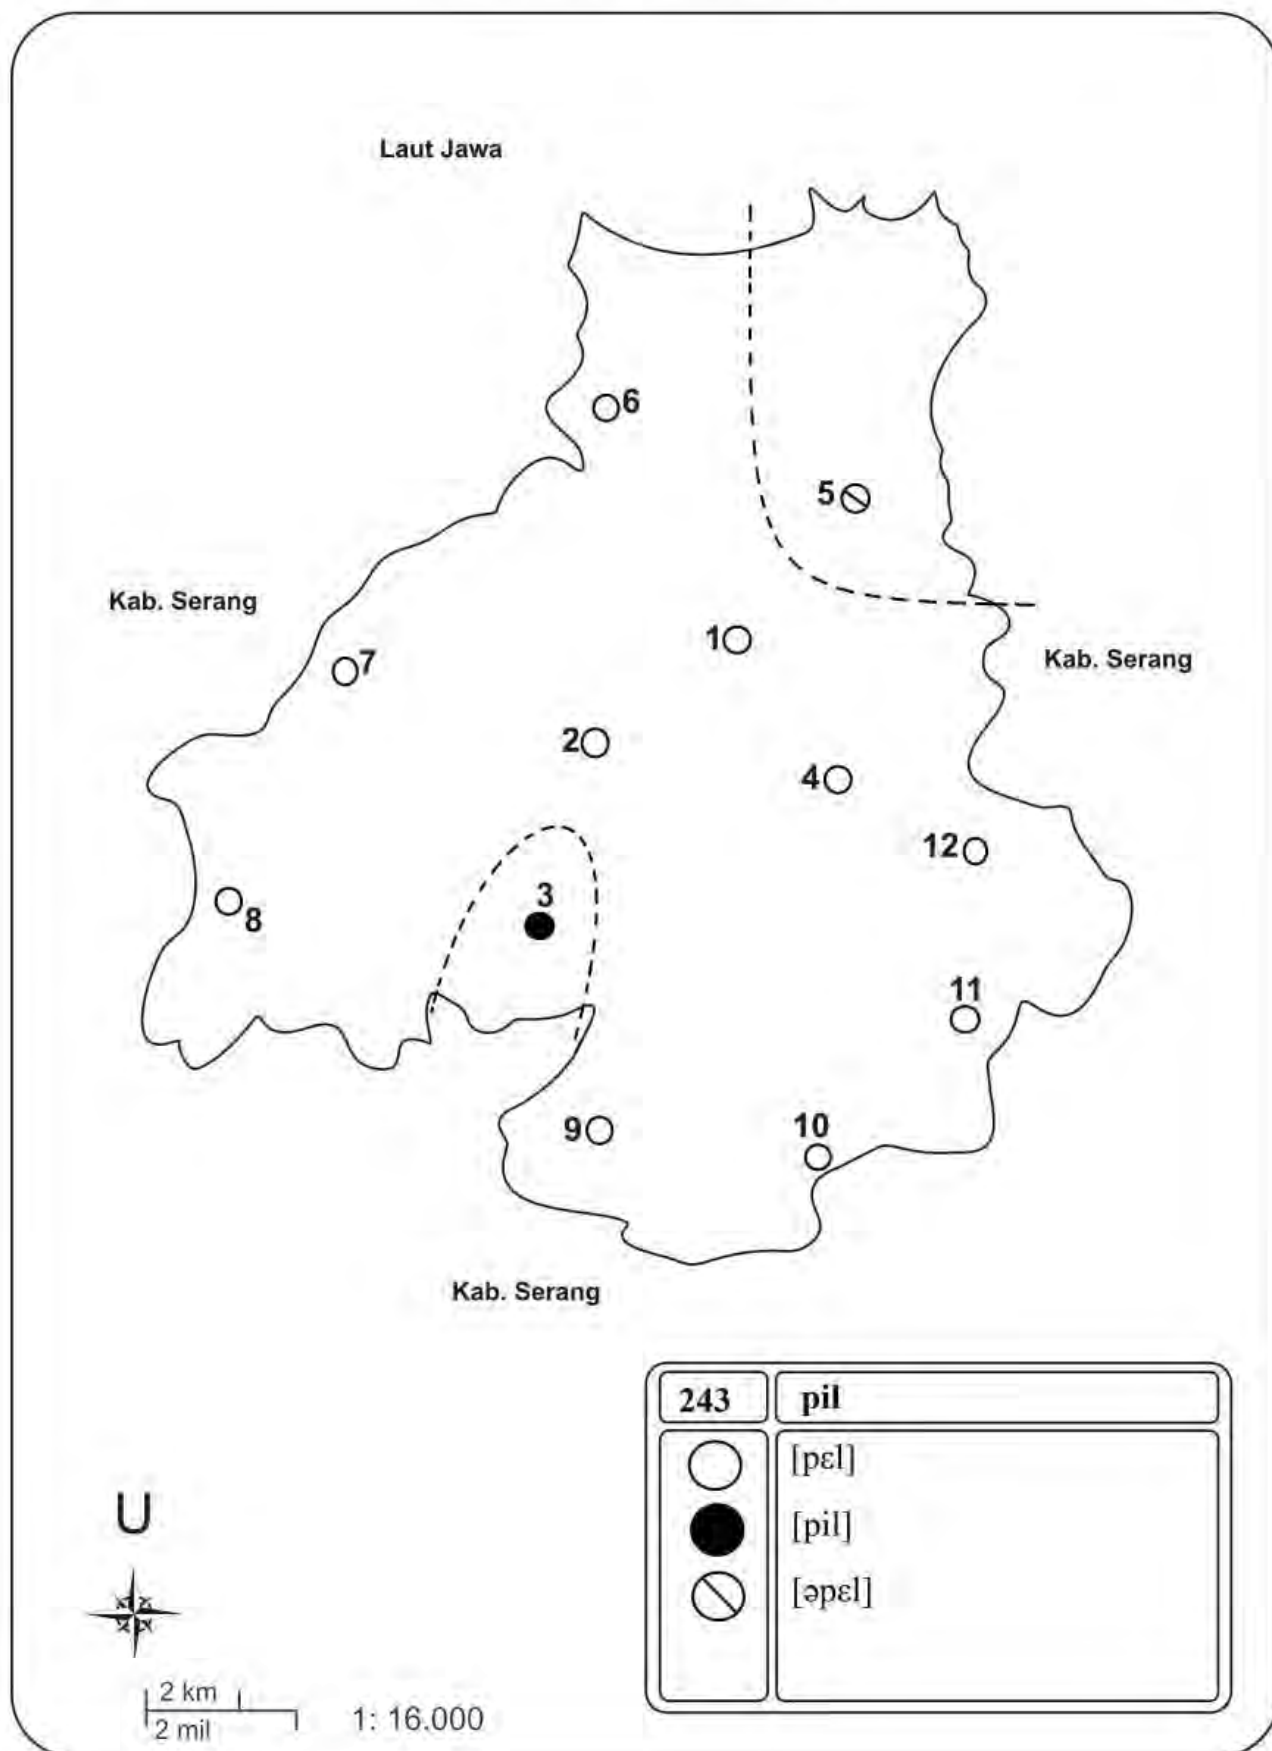 Laut Jawa
6
5
Kab. Serang
1
Kab. Serang
7
2
4
12
3
8
11
9
10
Kab. Serang
243 pil
[pɛl]
[pil]
[əpɛl]
U
2 km
2 mil
1: 16.000